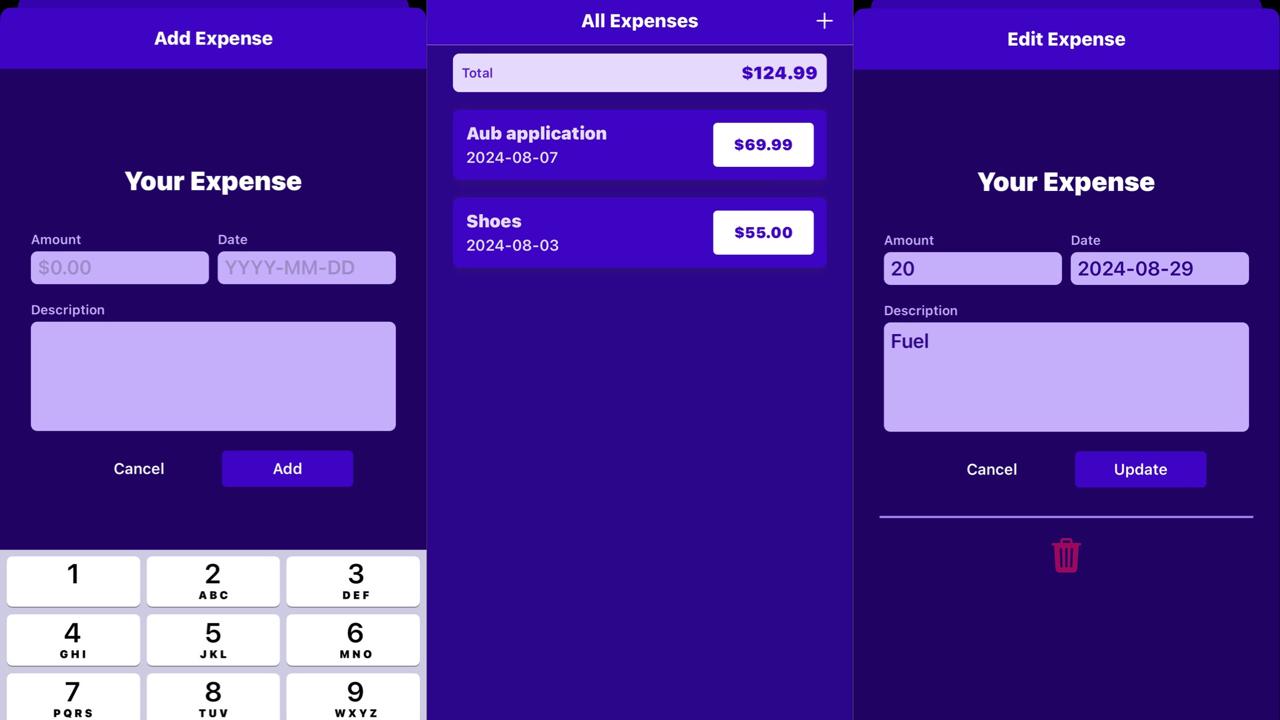 Add Expense
Your Expense
Amount
Date
$0.00
YYYY-MM-DD
Description
Cancel
Add
1
2
ABC
3
DEF
4
GHI
5
JKL
6
MNO
7
PQRS
8
TUV
9
WXYZ
All Expenses
+
Total
$124.99
Aub application
2024-08-07
$69.99
Shoes
2024-08-03
$55.00
Edit Expense
Your Expense
Amount
Date
20
2024-08-29
Description
Fuel
Cancel
Update